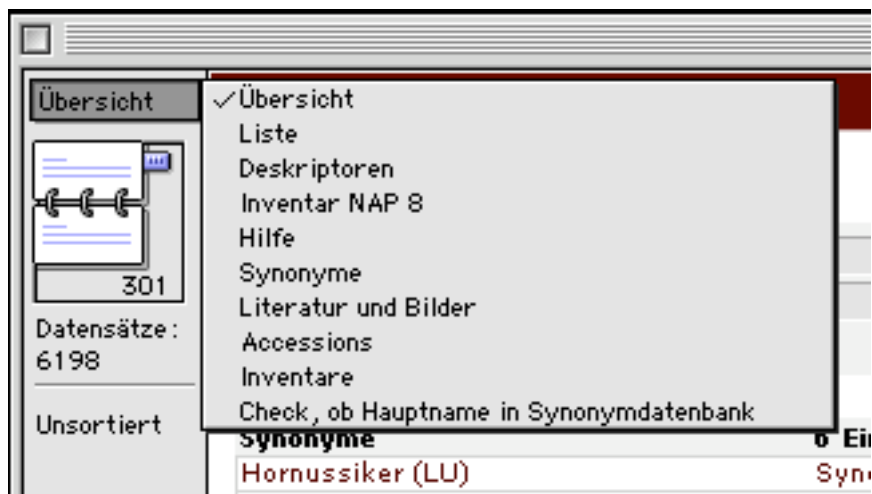 Übersicht
✓Übersicht
Liste
Deskriptoren
Inventar NAP 8
Hilfe
Synonyme
Literatur und Bilder
Accessions
Inventare
Check, ob Hauptname in Synonymdatenbank
301
Datensätze:
6198
Unsortiert
Synonyme 6
Hornussiker (LU)